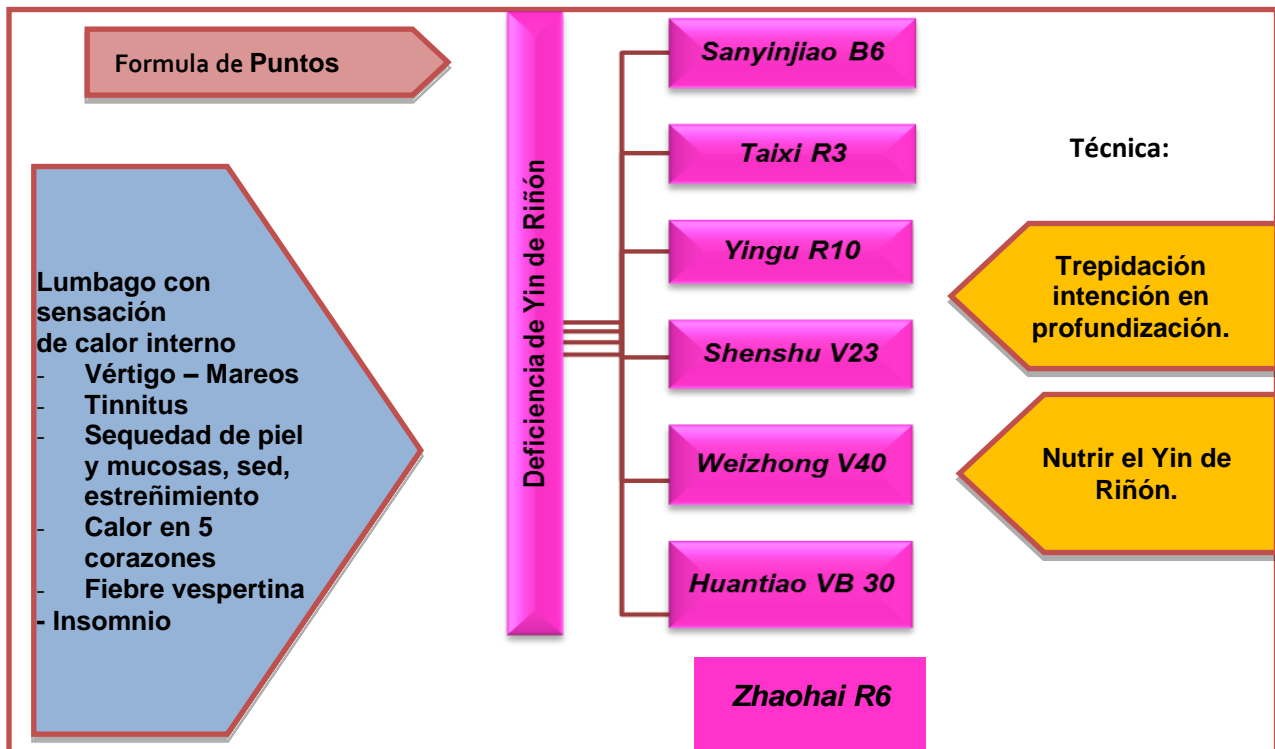 Formula de Puntos
Lumbago con
sensación
de calor interno
- Vértigo – Mareos
- Tinnitus
- Sequedad de piel
y mucosas, sed,
estreñimiento
- Calor en 5
corazones
- Fiebre vespertina
- Insomnio
Deficiencia de Yin de Riñón
Sanyinjiao B6
Taixi R3
Yingu R10
Shenshu V23
Weizhong V40
Huantiao VB 30
Zhaohai R6
Técnica:
Trepidación
intención en
profundización.
Nutrir el Yin de
Riñón.